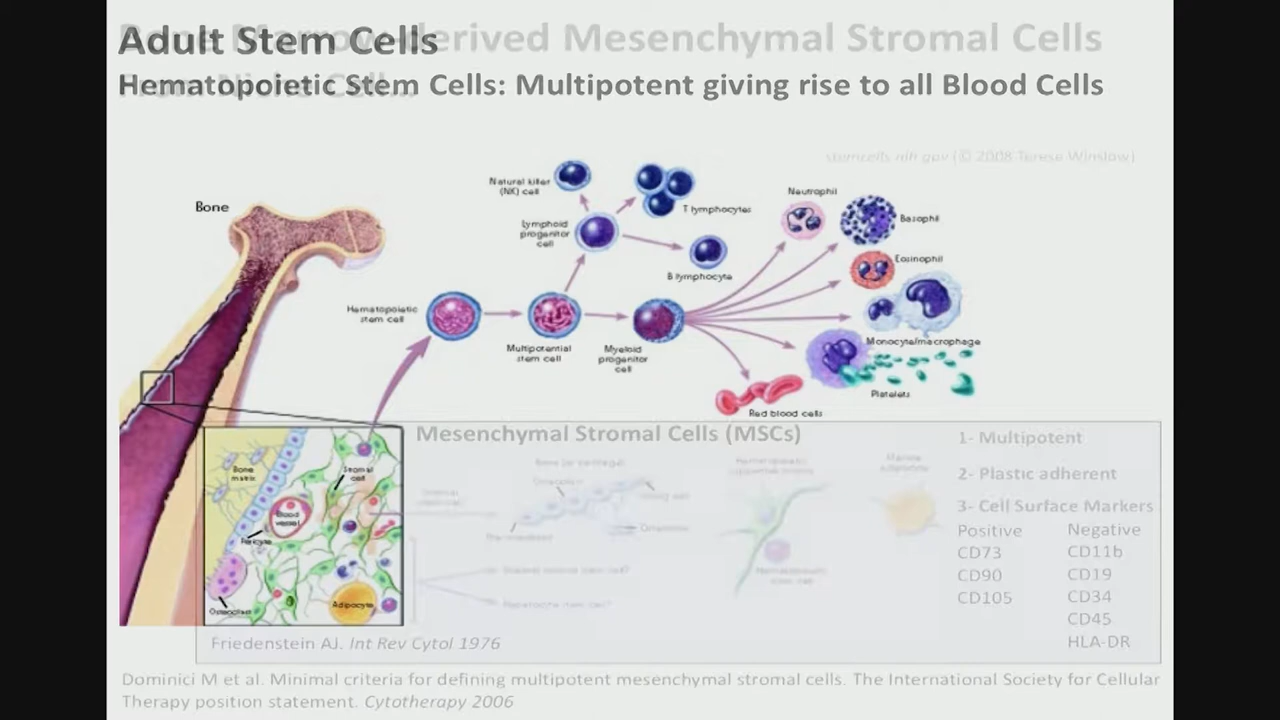 Adult Stem Cells
derived Mesenchymal Stromal Cells
Hematopoietic Stem Cells: Multipotent giving rise to all Blood Cells
stemcells.nih.gov (© 2008 Terese Winslow)
Bone
Natural killer
(NK) cell
T lymphocytes
Lymphoid
progenitor
cell
B lymphocyte
Neutrophil
Basophil
Eosinophil
Hematopoietic
stem cell
Multipotential
stem cell
Myeloid
progenitor
cell
Monocyte/macrophage
Platelets
Red blood cells
Bone
matrix
Stromal
cell
Blood
vessel
Pericyte
Osteoclast
Adipocyte
Mesenchymal Stromal Cells (MSCs)
1- Multipotent
2- Plastic adherent
3- Cell Surface Markers
Positive
CD73
CD90
CD105
Negative
CD11b
CD19
CD34
CD45
HLA-DR
Bone (or cartilage)
Hematopoietic
stem cell
Friedenstein AJ. Int Rev Cytol 1976
Dominici M et al. Minimal criteria for defining multipotent mesenchymal stromal cells. The International Society for Cellular
Therapy position statement. Cytotherapy 2006